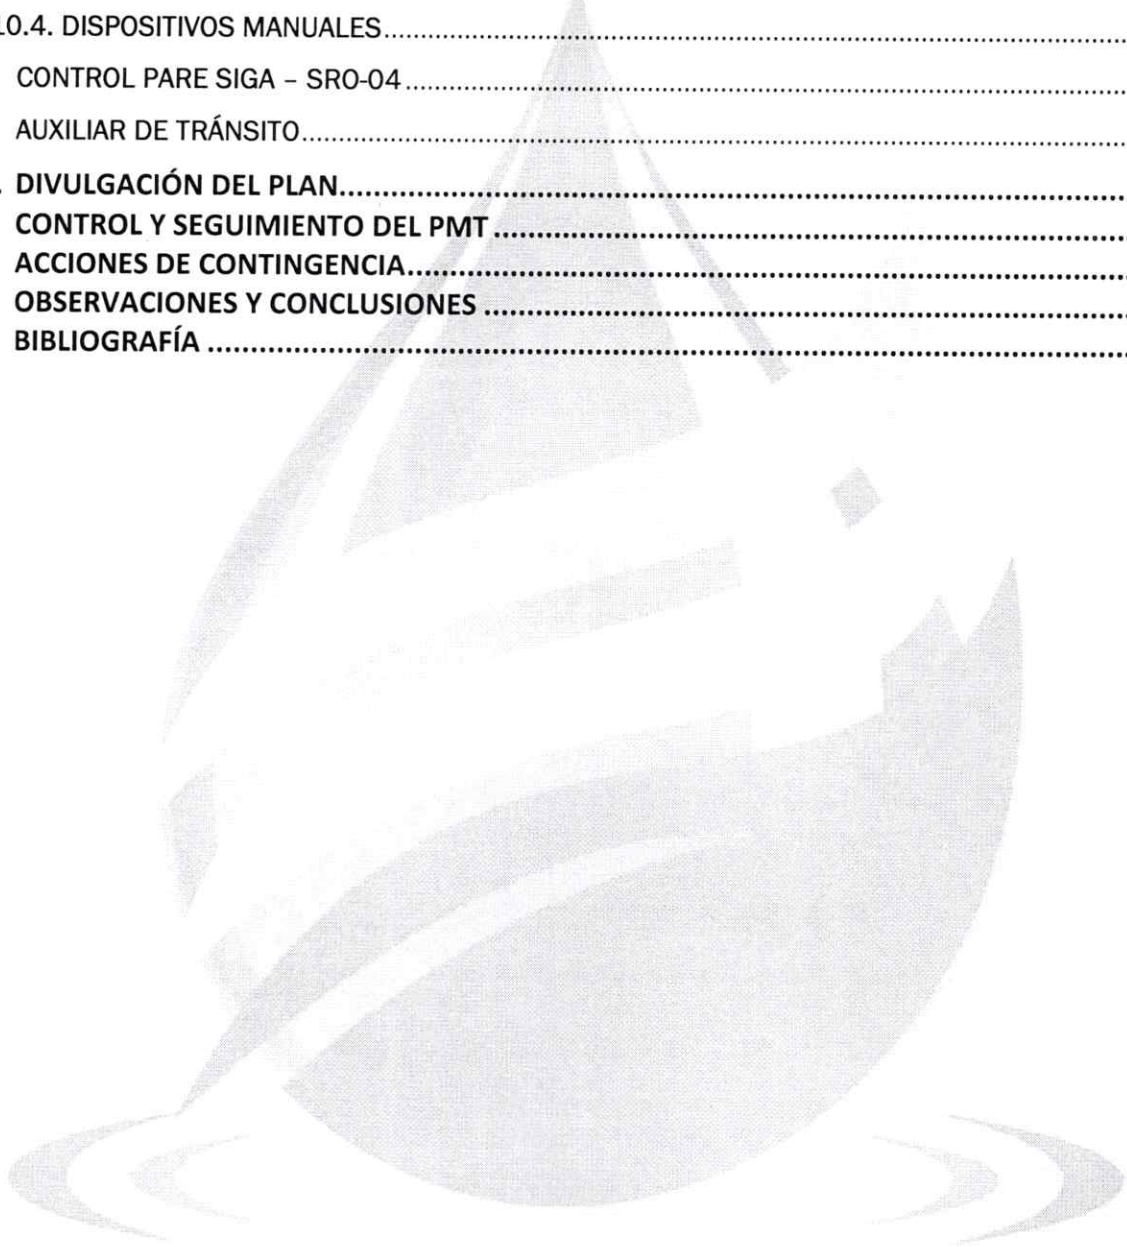 10.4. DISPOSITIVOS MANUALES
CONTROL PARE SIGA – SRO-04
AUXILIAR DE TRÁNSITO
. DIVULGACIÓN DEL PLAN
CONTROL Y SEGUIMIENTO DEL PMT
ACCIONES DE CONTINGENCIA
OBSERVACIONES Y CONCLUSIONES
BIBLIOGRAFÍA